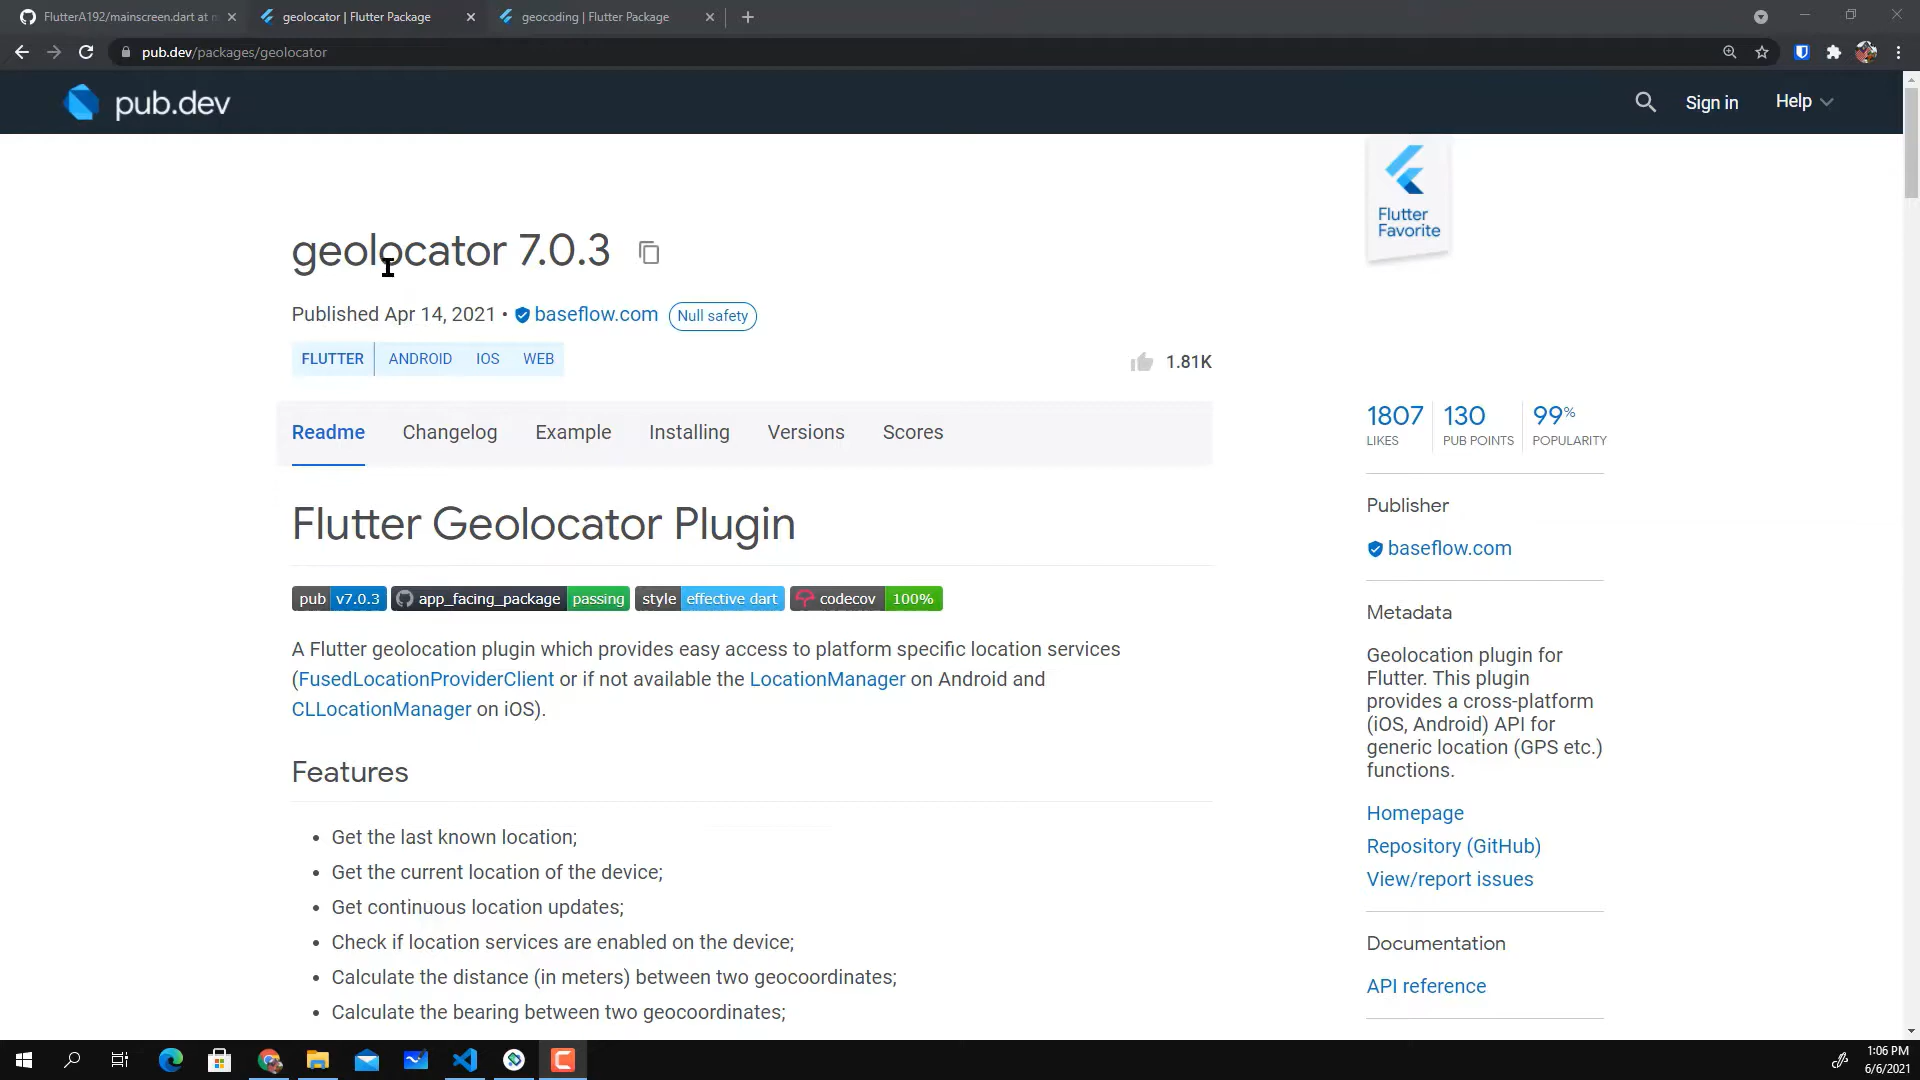 FlutterA192/mainscreen.dart at m
geolocator | Flutter Package
geocoding | Flutter Package
pub.dev/packages/geolocator
pub.dev
Sign in
Help
Flutter
Favorite
geolocator 7.0.3
Published Apr 14, 2021 • baseflow.com Null safety
FLUTTER ANDROID IOS WEB
1.81K
Readme Changelog Example Installing Versions Scores
1807 130 99%
LIKES PUB POINTS POPULARITY
Flutter Geolocator Plugin
pub v7.0.3 app_facing_package passing style effective dart codecov 100%
A Flutter geolocation plugin which provides easy access to platform specific location services
(FusedLocationProviderClient or if not available the LocationManager on Android and
CLLocationManager on iOS).
Features
• Get the last known location;
• Get the current location of the device;
• Get continuous location updates;
• Check if location services are enabled on the device;
• Calculate the distance (in meters) between two geocoordinates;
• Calculate the bearing between two geocoordinates;
Publisher
baseflow.com
Metadata
Geolocation plugin for
Flutter. This plugin
provides a cross-platform
(iOS, Android) API for
generic location (GPS etc.)
functions.
Homepage
Repository (GitHub)
View/report issues
Documentation
API reference
1:06 PM
6/6/2021